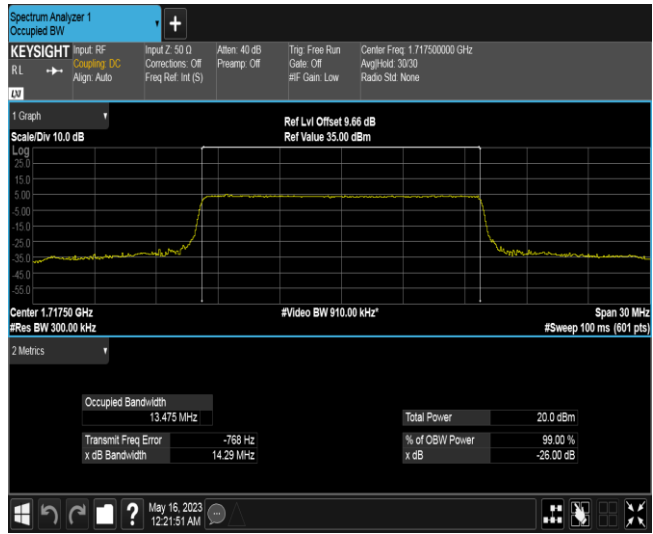 Spectrum Analyzer 1
Occupied BW
KEYSIGHT
RL
Input: RF
Coupling: DC
Align: Auto
Input Z: 50 Ω
Corrections: Off
Freq Ref: Int (S)
Atten: 40 dB
Preamp: Off
Trig: Free Run
Gate: Off
#IF Gain: Low
Center Freq: 1.717500000 GHz
Avg|Hold: 30/30
Radio Std: None
1 Graph
Scale/Div 10.0 dB
Ref Lvl Offset 9.66 dB
Ref Value 35.00 dBm
Log
25.0
15.0
5.00
-5.00
-15.0
-25.0
-35.0
-45.0
-55.0
Center 1.71750 GHz
#Res BW 300.00 kHz
#Video BW 910.00 kHz*
Span 30 MHz
#Sweep 100 ms (601 pts)
2 Metrics
Occupied Bandwidth
13.475 MHz
Total Power 20.0 dBm
Transmit Freq Error -768 Hz
% of OBW Power 99.00 %
x dB Bandwidth 14.29 MHz
x dB -26.00 dB
?
May 16, 2023
12:21:51 AM